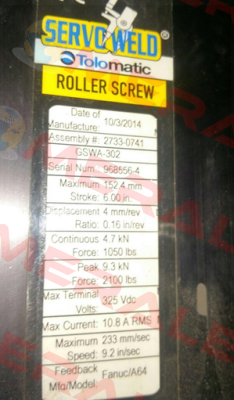 SERVOWELD®
Tolomatic
ROLLER SCREW
Date of
Manufacture: 10/3/2014
Assembly #: 2733-0741
GSWA-302
Serial Num: 968556-4
Maximum 152.4 mm
Stroke: 6.00 in.
Displacement 4 mm/rev
Ratio: 0.16 in/rev
Continuous 4.7 kN
Force: 1050 lbs
Peak 9.3 kN
Force: 2100 lbs
Max Terminal 325 Vdc
Volts:
Max Current: 10.8 A RMS
Maximum 233 mm/sec
Speed: 9.2 in/sec
Feedback Fanuc/A64
Mfg/Model: